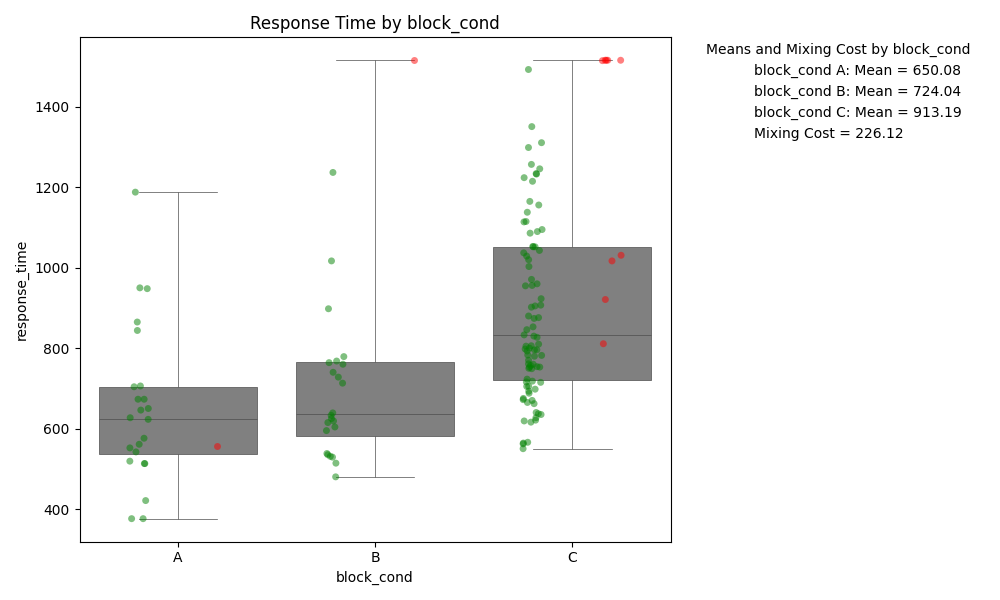 Response Time by block_cond
Means and Mixing Cost by block_cond
block_cond A: Mean = 650.08
block_cond B: Mean = 724.04
block_cond C: Mean = 913.19
Mixing Cost = 226.12
response_time
1400
1200
1000
800
600
400
A
B
C
block_cond